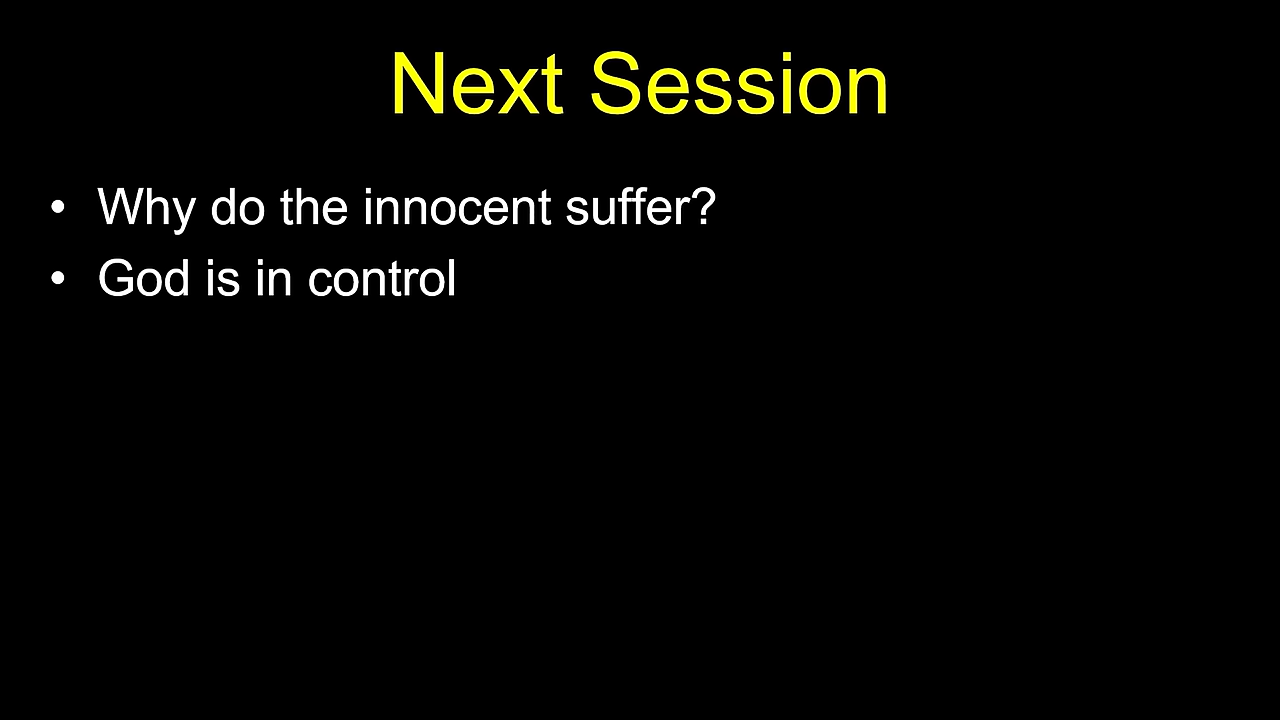 Next Session
• Why do the innocent suffer?
• God is in control